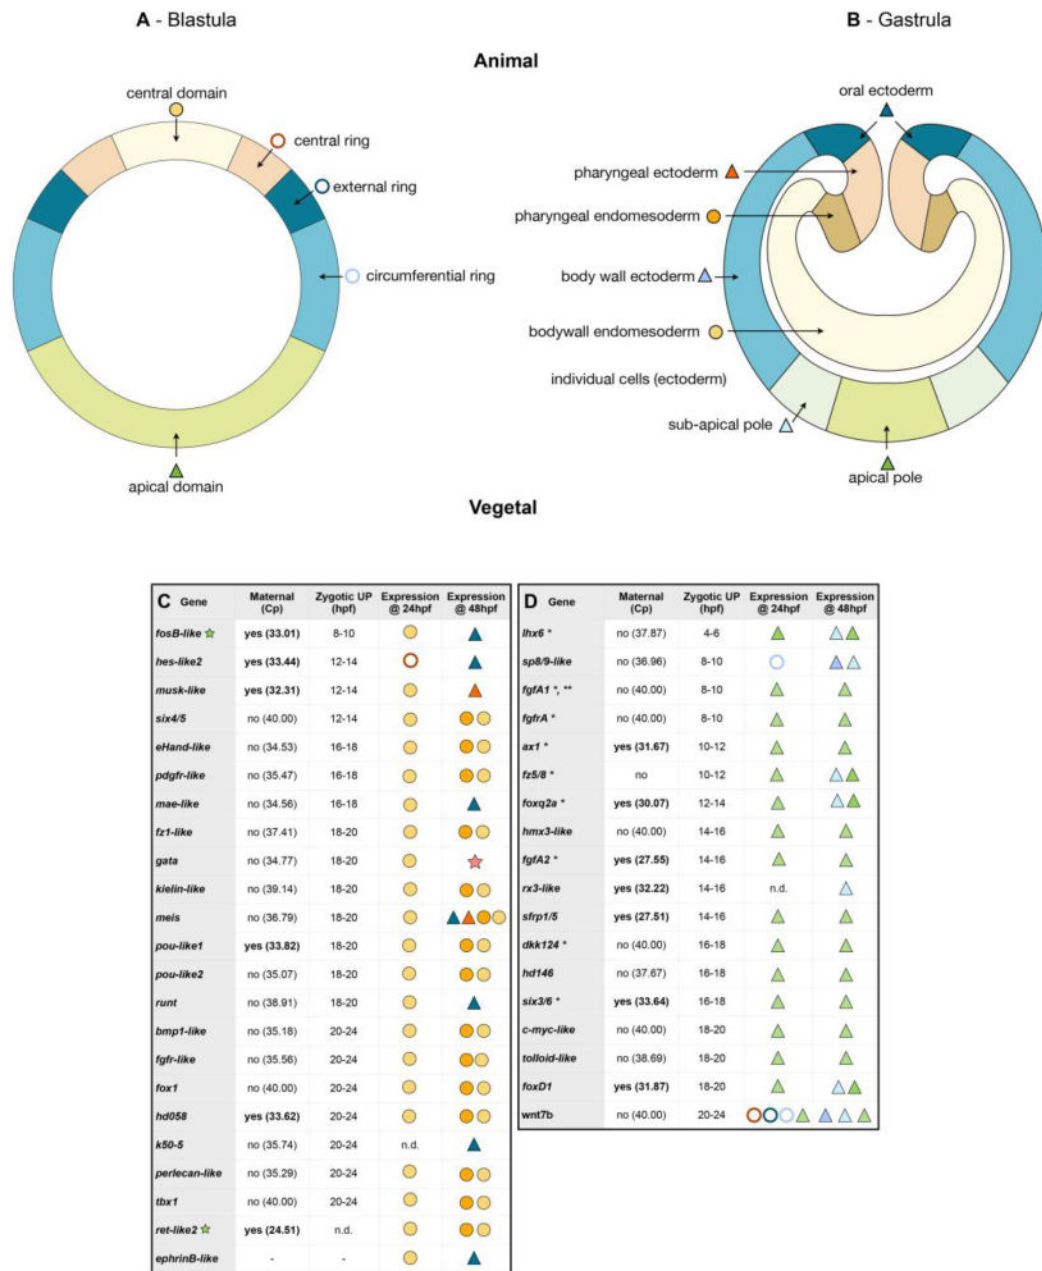 A - Blastula
B - Gastrula
Animal
central domain
central ring
external ring
circumferential ring
apical domain
oral ectoderm
pharyngeal ectoderm
pharyngeal endomesoderm
body wall ectoderm
bodywall endomesoderm
individual cells (ectoderm)
sub-apical pole
apical pole
Vegetal
C Gene Maternal (Cp) Zygotic UP (hpf) Expression @ 24hpf Expression @ 48hpf
fosB-like yes (33.01) 8-10
hes-like2 yes (33.44) 12-14
musk-like yes (32.31) 12-14
six4/5 no (40.00) 12-14
eHand-like no (34.53) 16-18
pdgfr-like no (35.47) 16-18
mae-like no (34.56) 16-18
fz1-like no (37.41) 18-20
gata no (34.77) 18-20
kielin-like no (39.14) 18-20
meis no (36.79) 18-20
pou-like1 yes (33.82) 18-20
pou-like2 no (35.07) 18-20
runt no (38.91) 18-20
bmp1-like no (35.18) 20-24
fgfr-like no (35.56) 20-24
fox1 no (40.00) 20-24
hd058 yes (33.62) 20-24
k50-5 no (35.74) 20-24 n.d.
perlecan-like no (35.29) 20-24
tbx1 no (40.00) 20-24
ret-like2 yes (24.51) n.d.
ephrinB-like - -
D Gene Maternal (Cp) Zygotic UP (hpf) Expression @ 24hpf Expression @ 48hpf
lhx6 * no (37.87) 4-6
sp8/9-like no (36.96) 8-10
fgfA1 *, ** no (40.00) 8-10
fgfrA * no (40.00) 8-10
ax1 * yes (31.67) 10-12
fz5/8 * no 10-12
foxq2a * yes (30.07) 12-14
hmx3-like no (40.00) 14-16
fgfA2 * yes (27.55) 14-16
rx3-like yes (32.22) 14-16 n.d.
sfrp1/5 yes (27.51) 14-16
dkk124 * no (40.00) 16-18
hd146 no (37.67) 16-18
six3/6 * yes (33.64) 16-18
c-myc-like no (40.00) 18-20
tolloid-like no (38.69) 18-20
foxD1 yes (31.87) 18-20
wnt7b no (40.00) 20-24